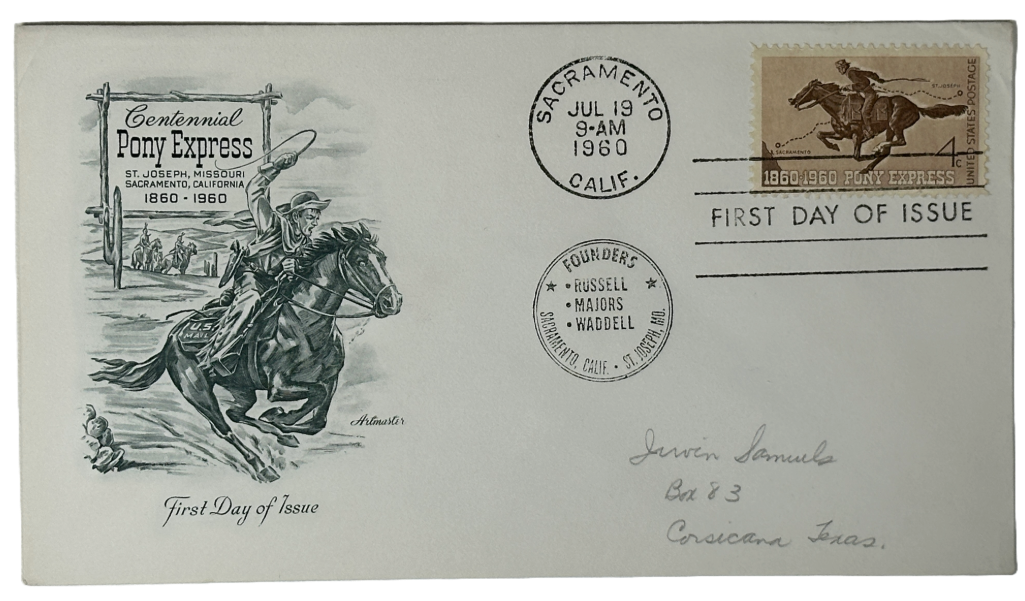 Centennial
Pony Express
ST. JOSEPH, MISSOURI
SACRAMENTO, CALIFORNIA
1860 - 1960
U.S.
MAIL
Artmaster
First Day of Issue
SACRAMENTO
JUL 19
9-AM
1960
CALIF.
ST. JOSEPH
SACRAMENTO
UNITED STATES POSTAGE
4c
1860-1960 PONY EXPRESS
FIRST DAY OF ISSUE
FOUNDERS
• RUSSELL
• MAJORS
• WADDELL
SACRAMENTO, CALIF. • ST. JOSEPH, MO.
Irwin Samuels
Box 83
Corsicana Texas.